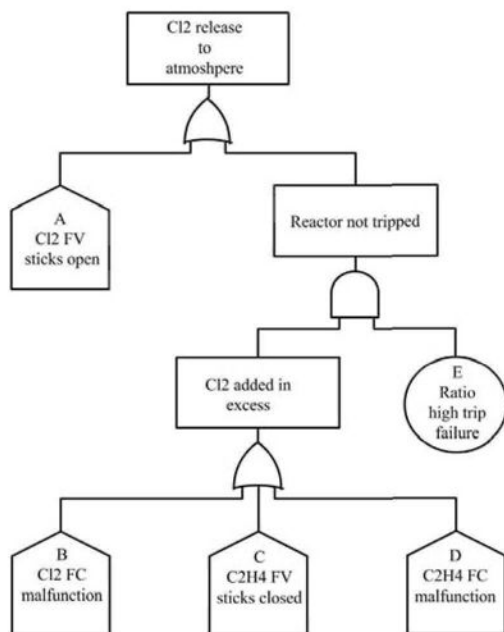 Cl2 release
to
atmoshpere
A
Cl2 FV
sticks open
Reactor not tripped
Cl2 added in
excess
E
Ratio
high trip
failure
B
Cl2 FC
malfunction
C
C2H4 FV
sticks closed
D
C2H4 FC
malfunction